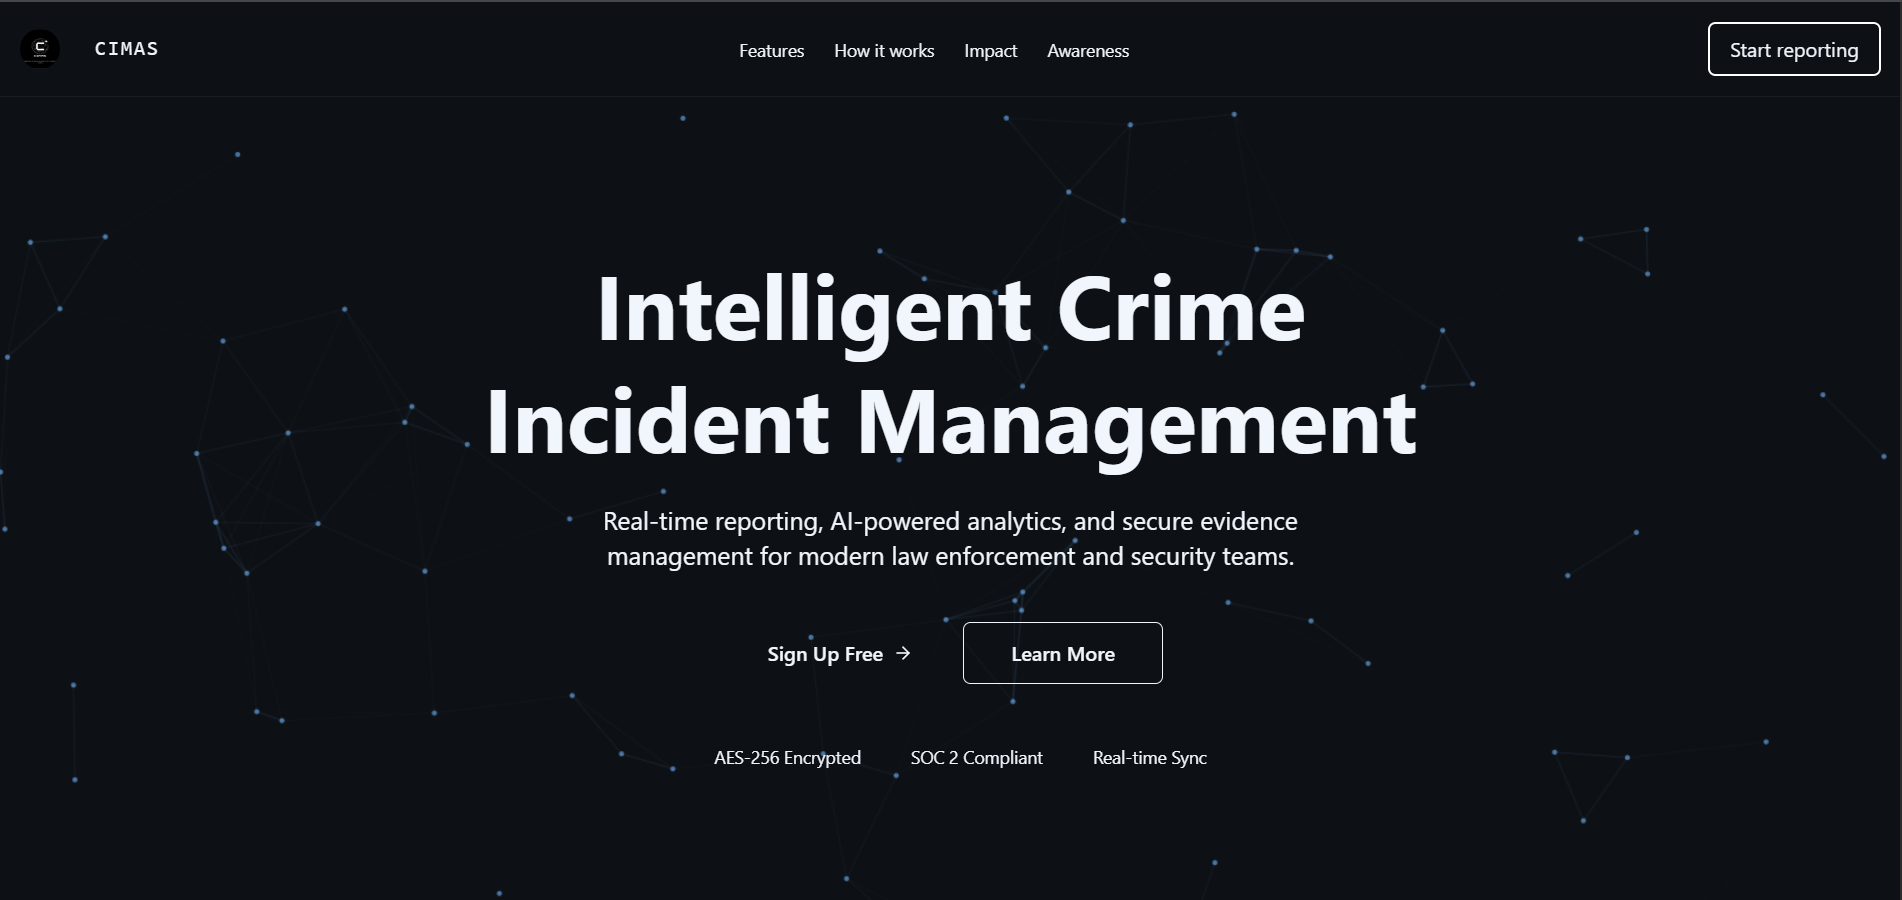 CIMAS
Features
How it works
Impact
Awareness
Start reporting
Intelligent Crime
Incident Management
Real-time reporting, AI-powered analytics, and secure evidence
management for modern law enforcement and security teams.
Sign Up Free →
Learn More
AES-256 Encrypted
SOC 2 Compliant
Real-time Sync